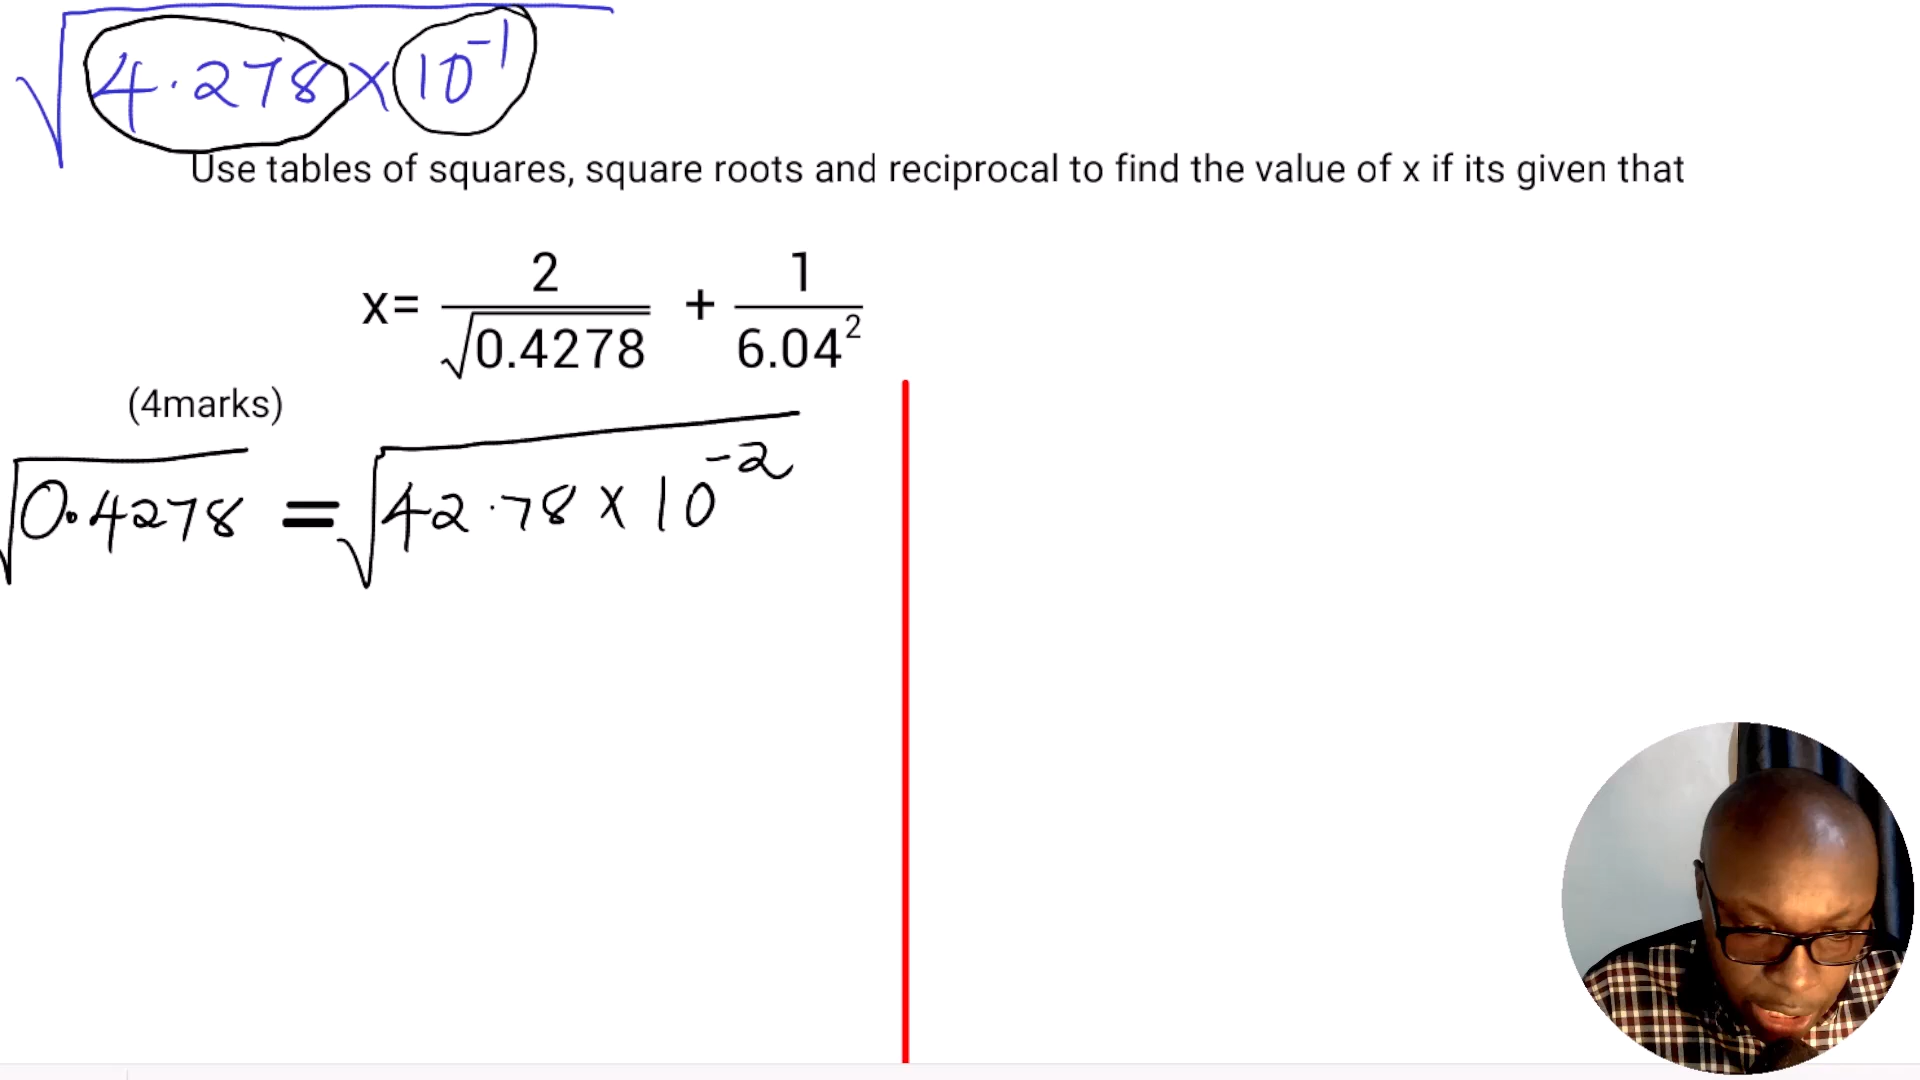 √4.278 × 10⁻¹
Use tables of squares, square roots and reciprocal to find the value of x if its given that
x= 2/√0.4278 + 1/6.04²
(4marks)
√0.4278 = √42.78 × 10⁻²